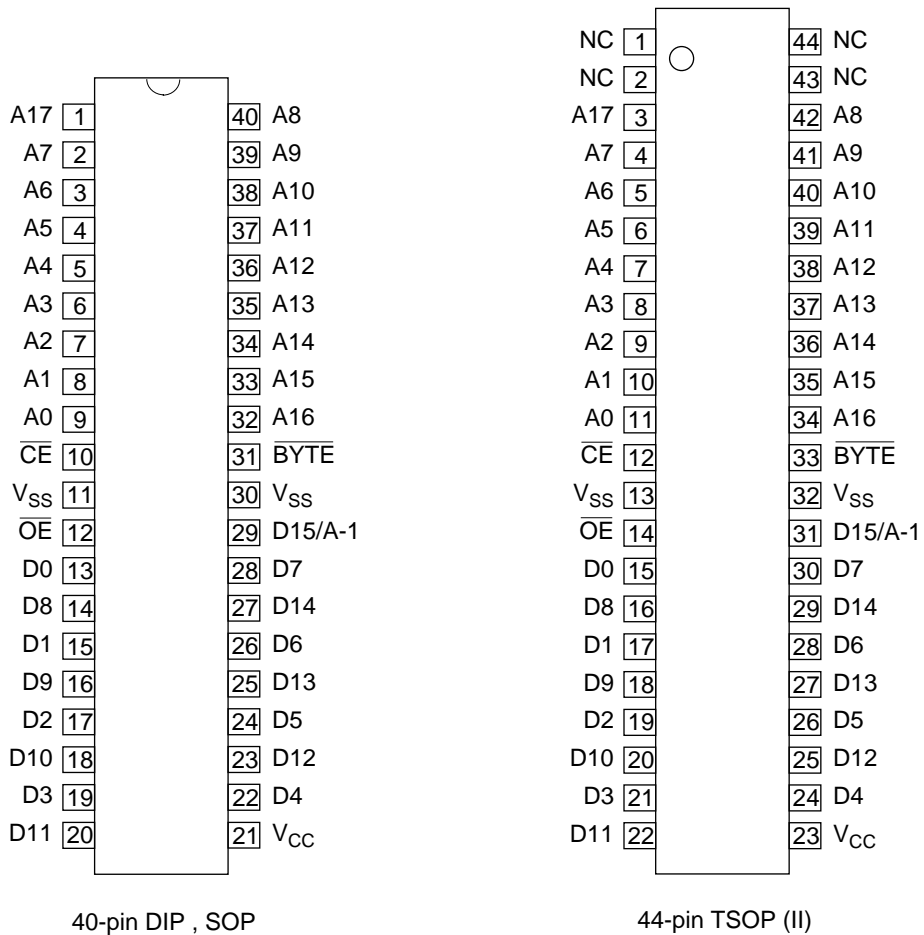 A17 1 40 A8
A7 2 39 A9
A6 3 38 A10
A5 4 37 A11
A4 5 36 A12
A3 6 35 A13
A2 7 34 A14
A1 8 33 A15
A0 9 32 A16
C̅E̅ 10 31 B̅Y̅T̅E̅
VSS 11 30 VSS
O̅E̅ 12 29 D15/A-1
D0 13 28 D7
D8 14 27 D14
D1 15 26 D6
D9 16 25 D13
D2 17 24 D5
D10 18 23 D12
D3 19 22 D4
D11 20 21 VCC
40-pin DIP , SOP
NC 1 44 NC
NC 2 43 NC
A17 3 42 A8
A7 4 41 A9
A6 5 40 A10
A5 6 39 A11
A4 7 38 A12
A3 8 37 A13
A2 9 36 A14
A1 10 35 A15
A0 11 34 A16
C̅E̅ 12 33 B̅Y̅T̅E̅
VSS 13 32 VSS
O̅E̅ 14 31 D15/A-1
D0 15 30 D7
D8 16 29 D14
D1 17 28 D6
D9 18 27 D13
D2 19 26 D5
D10 20 25 D12
D3 21 24 D4
D11 22 23 VCC
44-pin TSOP (II)